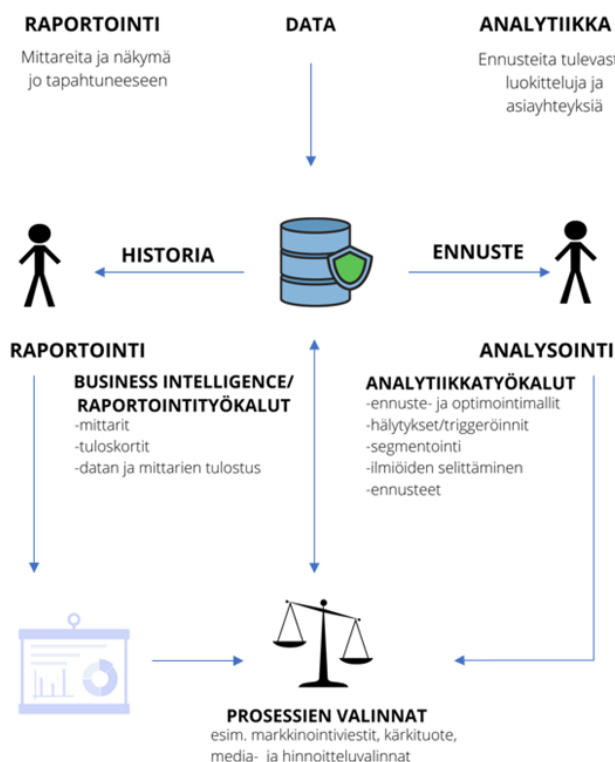 RAPORTOINTI
Mittareita ja näkymä
jo tapahtuneeseen
DATA
ANALYTIIKKA
Ennusteita tulevast
luokitteluja ja
asiayhteyksiä
HISTORIA
ENNUSTE
RAPORTOINTI
BUSINESS INTELLIGENCE/
RAPORTOINTITYÖKALUT
-mittarit
-tuloskortit
-datan ja mittarien tulostus
ANALYSOINTI
ANALYTIIKKATYÖKALUT
-ennuste- ja optimointimallit
-hälytykset/triggeröinnit
-segmentointi
-ilmiöiden selittäminen
-ennusteet
PROSESSIEN VALINNAT
esim. markkinointiviestit, kärkituote,
media- ja hinnoitteluvalinnat